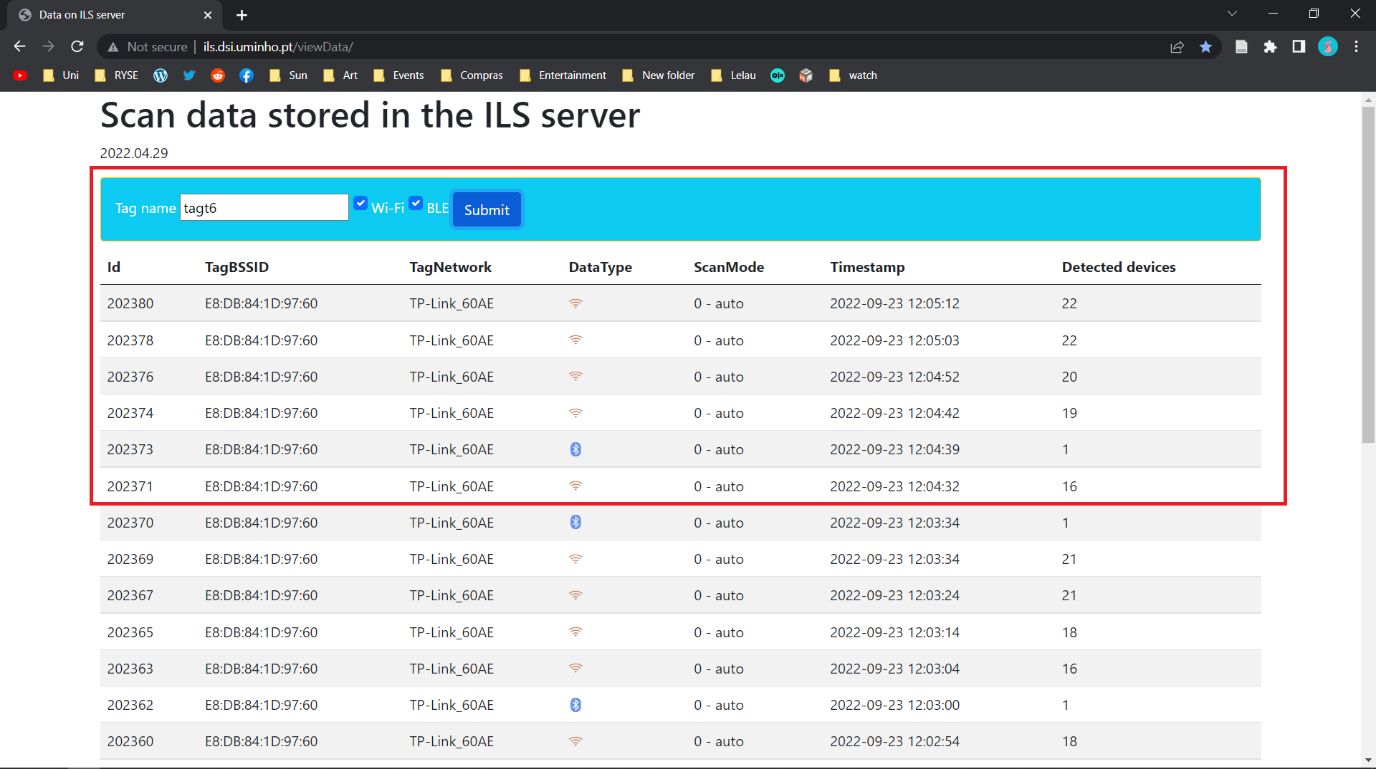 Data on ILS server
Not secure | ils.dsi.uminho.pt/viewData/
Uni RYSE Sun Art Events Compras Entertainment New folder Lelau OLX watch
Scan data stored in the ILS server
2022.04.29
Tag name tagt6 Wi-Fi BLE Submit
Id TagBSSID TagNetwork DataType ScanMode Timestamp Detected devices
202380 E8:DB:84:1D:97:60 TP-Link_60AE 0 - auto 2022-09-23 12:05:12 22
202378 E8:DB:84:1D:97:60 TP-Link_60AE 0 - auto 2022-09-23 12:05:03 22
202376 E8:DB:84:1D:97:60 TP-Link_60AE 0 - auto 2022-09-23 12:04:52 20
202374 E8:DB:84:1D:97:60 TP-Link_60AE 0 - auto 2022-09-23 12:04:42 19
202373 E8:DB:84:1D:97:60 TP-Link_60AE 0 - auto 2022-09-23 12:04:39 1
202371 E8:DB:84:1D:97:60 TP-Link_60AE 0 - auto 2022-09-23 12:04:32 16
202370 E8:DB:84:1D:97:60 TP-Link_60AE 0 - auto 2022-09-23 12:03:34 1
202369 E8:DB:84:1D:97:60 TP-Link_60AE 0 - auto 2022-09-23 12:03:34 21
202367 E8:DB:84:1D:97:60 TP-Link_60AE 0 - auto 2022-09-23 12:03:24 21
202365 E8:DB:84:1D:97:60 TP-Link_60AE 0 - auto 2022-09-23 12:03:14 18
202363 E8:DB:84:1D:97:60 TP-Link_60AE 0 - auto 2022-09-23 12:03:04 16
202362 E8:DB:84:1D:97:60 TP-Link_60AE 0 - auto 2022-09-23 12:03:00 1
202360 E8:DB:84:1D:97:60 TP-Link_60AE 0 - auto 2022-09-23 12:02:54 18